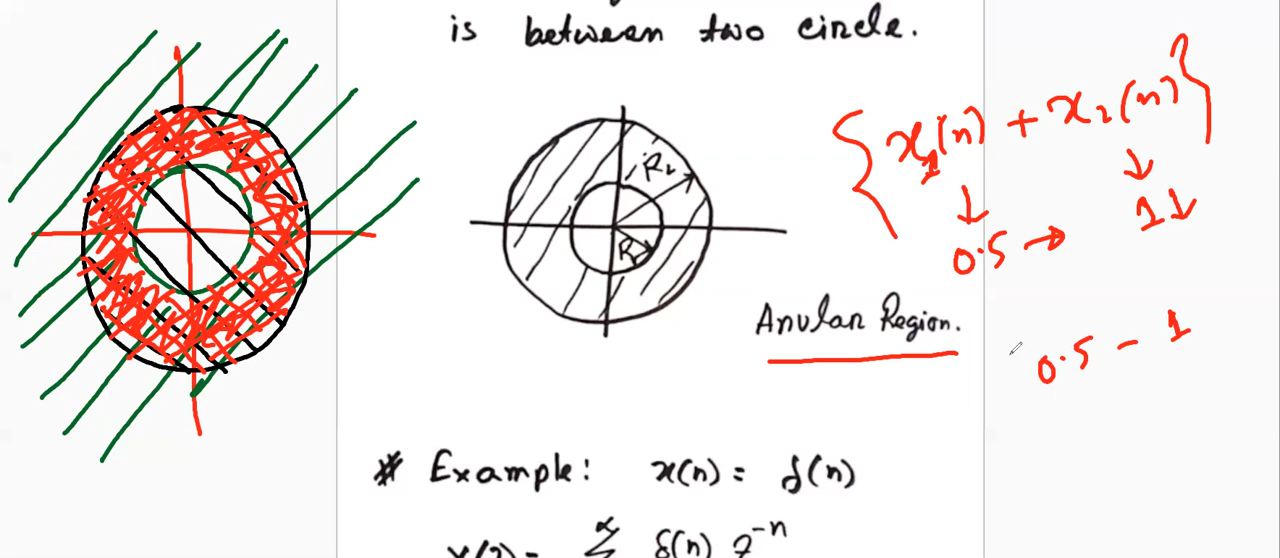 is between two circle.
{x1(n) + x2(n)}
↓ ↓
0.5 → 1↓
R2
R1
Anular Region.
0.5 - 1
* Example: x(n) = δ(n)
x(z) = ∑ δ(n) z^-n